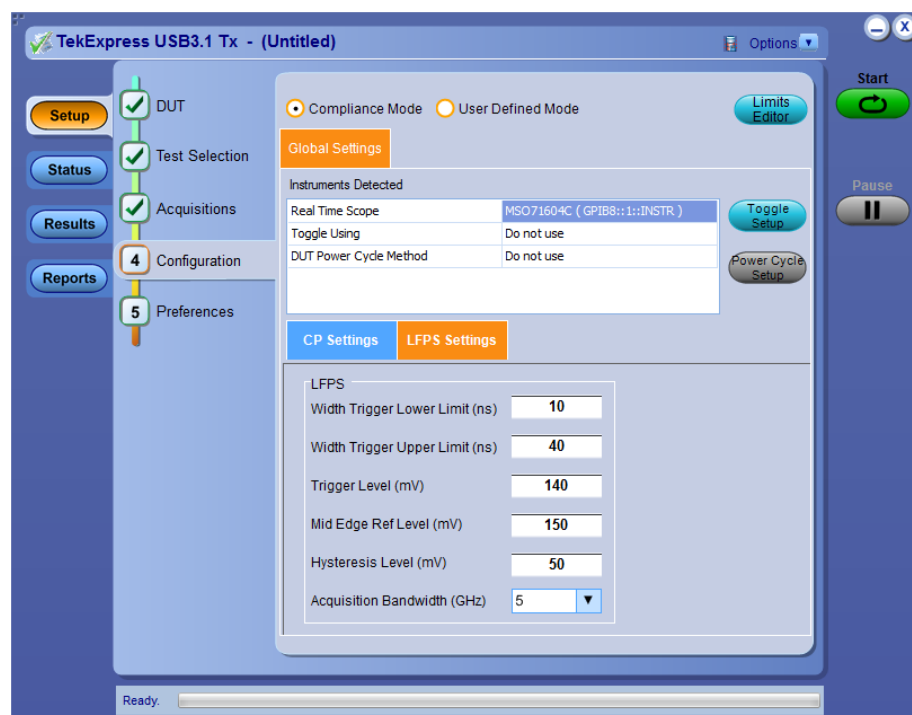 TekExpress USB3.1 Tx - (Untitled)
Options
Start
Pause
Setup
Status
Results
Reports
DUT
Test Selection
Acquisitions
4 Configuration
5 Preferences
Compliance Mode User Defined Mode
Limits Editor
Global Settings
Instruments Detected
Real Time Scope MSO71604C ( GPIB8::1::INSTR )
Toggle Using Do not use
DUT Power Cycle Method Do not use
Toggle Setup
Power Cycle Setup
CP Settings LFPS Settings
LFPS
Width Trigger Lower Limit (ns) 10
Width Trigger Upper Limit (ns) 40
Trigger Level (mV) 140
Mid Edge Ref Level (mV) 150
Hysteresis Level (mV) 50
Acquisition Bandwidth (GHz) 5
Ready.